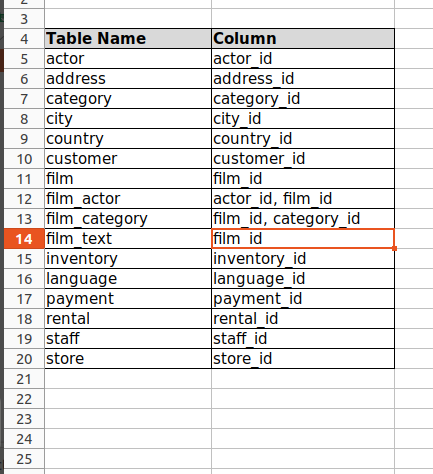 3
4 Table Name Column
5 actor actor_id
6 address address_id
7 category category_id
8 city city_id
9 country country_id
10 customer customer_id
11 film film_id
12 film_actor actor_id, film_id
13 film_category film_id, category_id
14 film_text film_id
15 inventory inventory_id
16 language language_id
17 payment payment_id
18 rental rental_id
19 staff staff_id
20 store store_id
21
22
23
24
25